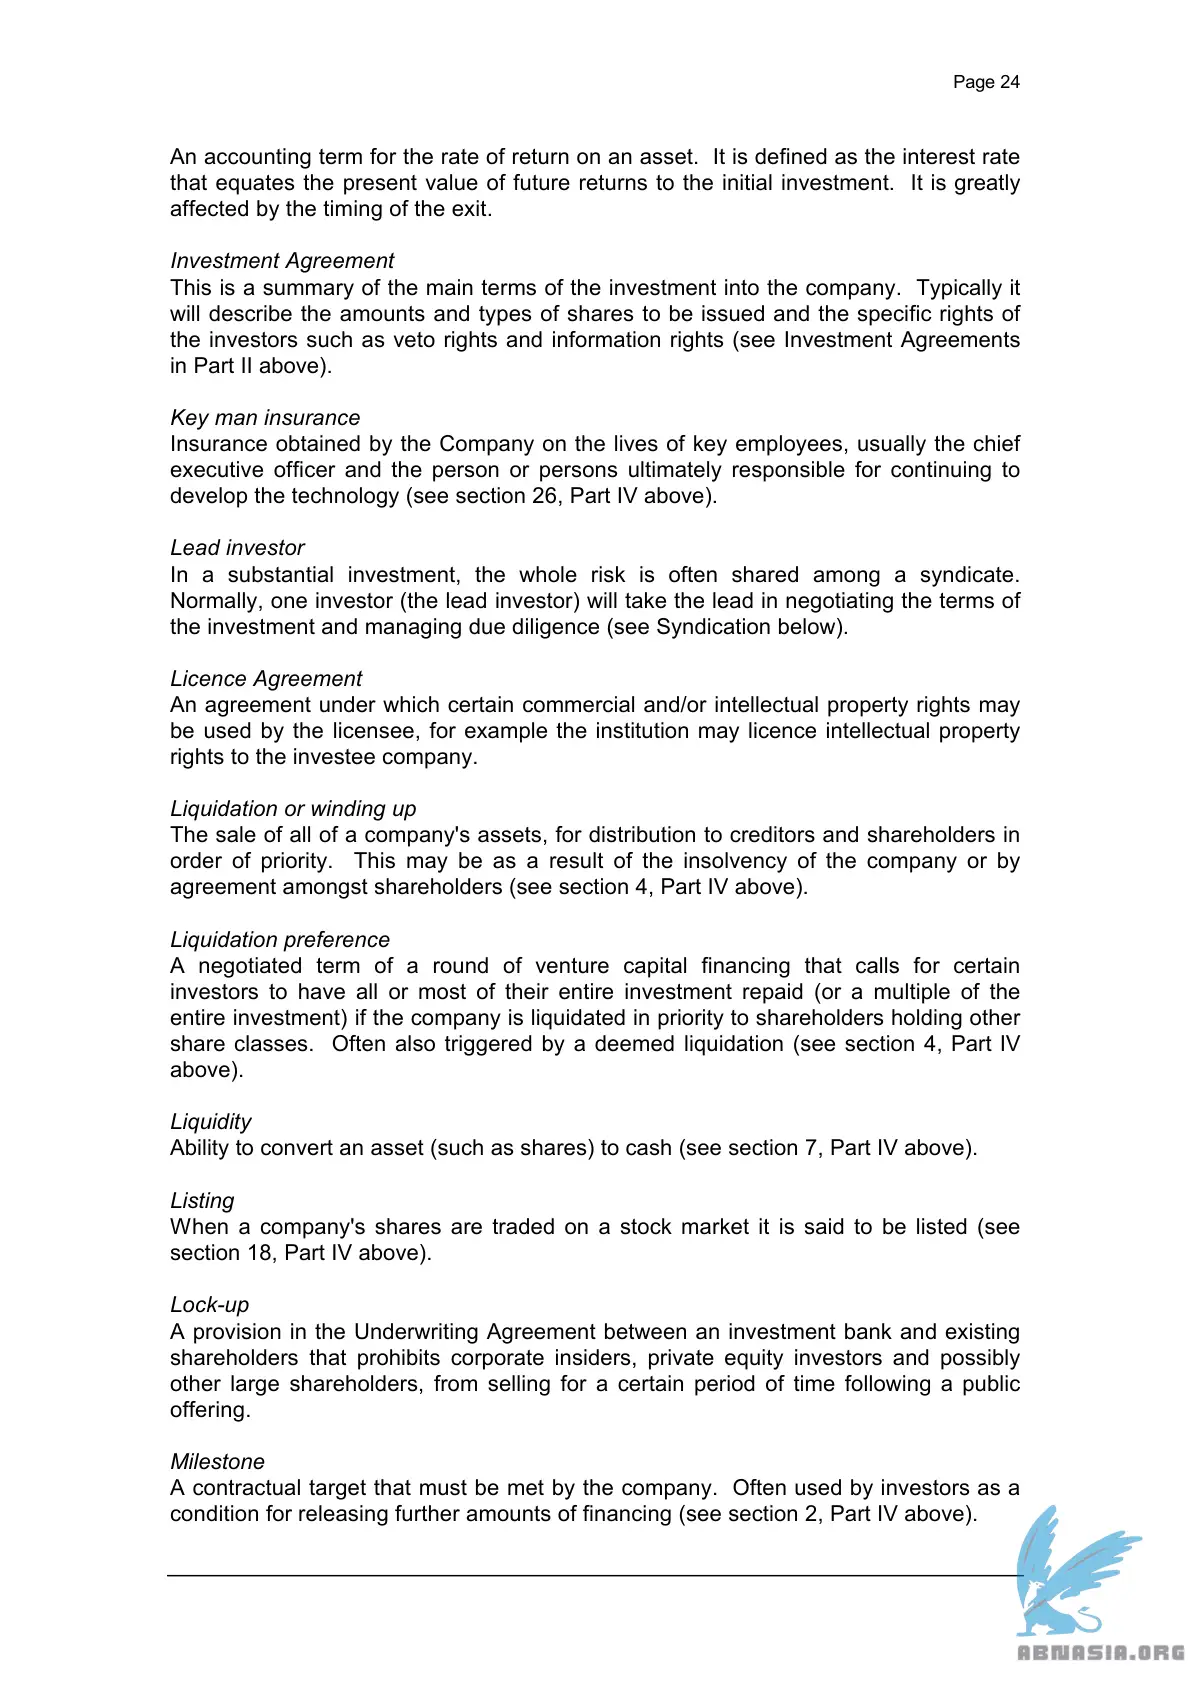 Page 24
An accounting term for the rate of return on an asset.  It is defined as the interest rate
that equates the present value of future returns to the initial investment.  It is greatly
affected by the timing of the exit.
Investment Agreement
This is a summary of the main terms of the investment into the company.  Typically it
will describe the amounts and types of shares to be issued and the specific rights of
the investors such as veto rights and information rights (see Investment Agreements
in Part II above).
Key man insurance
Insurance obtained by the Company on the lives of key employees, usually the chief
executive officer and the person or persons ultimately responsible for continuing to
develop the technology (see section 26, Part IV above).
Lead investor
In a substantial investment, the whole risk is often shared among a syndicate.
Normally, one investor (the lead investor) will take the lead in negotiating the terms of
the investment and managing due diligence (see Syndication below).
Licence Agreement
An agreement under which certain commercial and/or intellectual property rights may
be used by the licensee, for example the institution may licence intellectual property
rights to the investee company.
Liquidation or winding up
The sale of all of a company's assets, for distribution to creditors and shareholders in
order of priority.  This may be as a result of the insolvency of the company or by
agreement amongst shareholders (see section 4, Part IV above).
Liquidation preference
A negotiated term of a round of venture capital financing that calls for certain
investors to have all or most of their entire investment repaid (or a multiple of the
entire investment) if the company is liquidated in priority to shareholders holding other
share classes.  Often also triggered by a deemed liquidation (see section 4, Part IV
above).
Liquidity
Ability to convert an asset (such as shares) to cash (see section 7, Part IV above).
Listing
When a company's shares are traded on a stock market it is said to be listed (see
section 18, Part IV above).
Lock-up
A provision in the Underwriting Agreement between an investment bank and existing
shareholders that prohibits corporate insiders, private equity investors and possibly
other large shareholders, from selling for a certain period of time following a public
offering.
Milestone
A contractual target that must be met by the company.  Often used by investors as a
condition for releasing further amounts of financing (see section 2, Part IV above).
ABNASIA.ORG